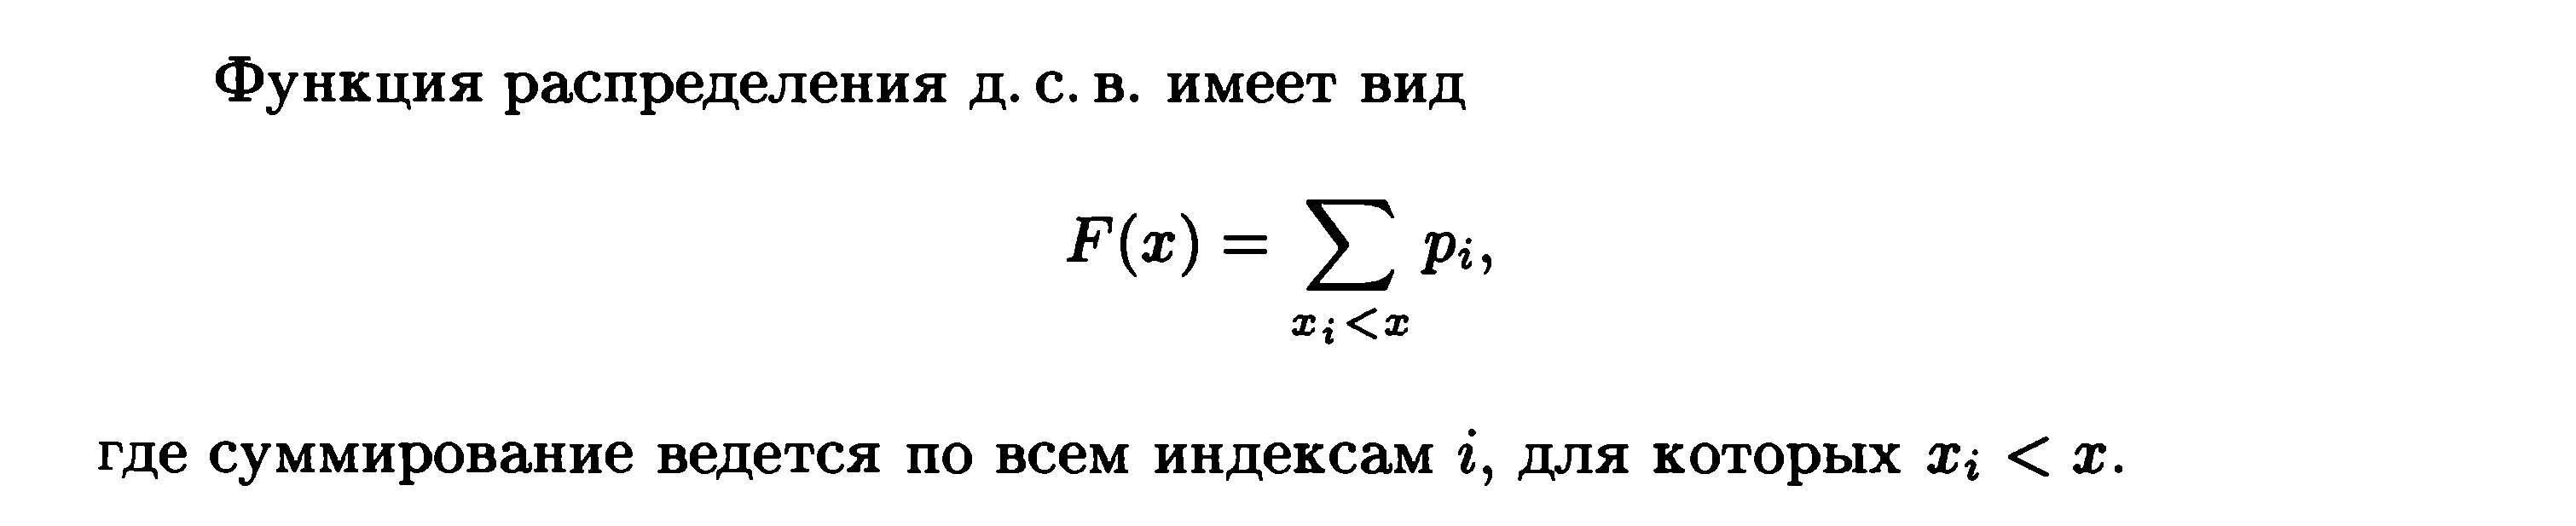 Функция распределения д. с. в. имеет вид
F(x) = ∑ pᵢ,
xᵢ<x
где суммирование ведется по всем индексам i, для которых xᵢ < x.